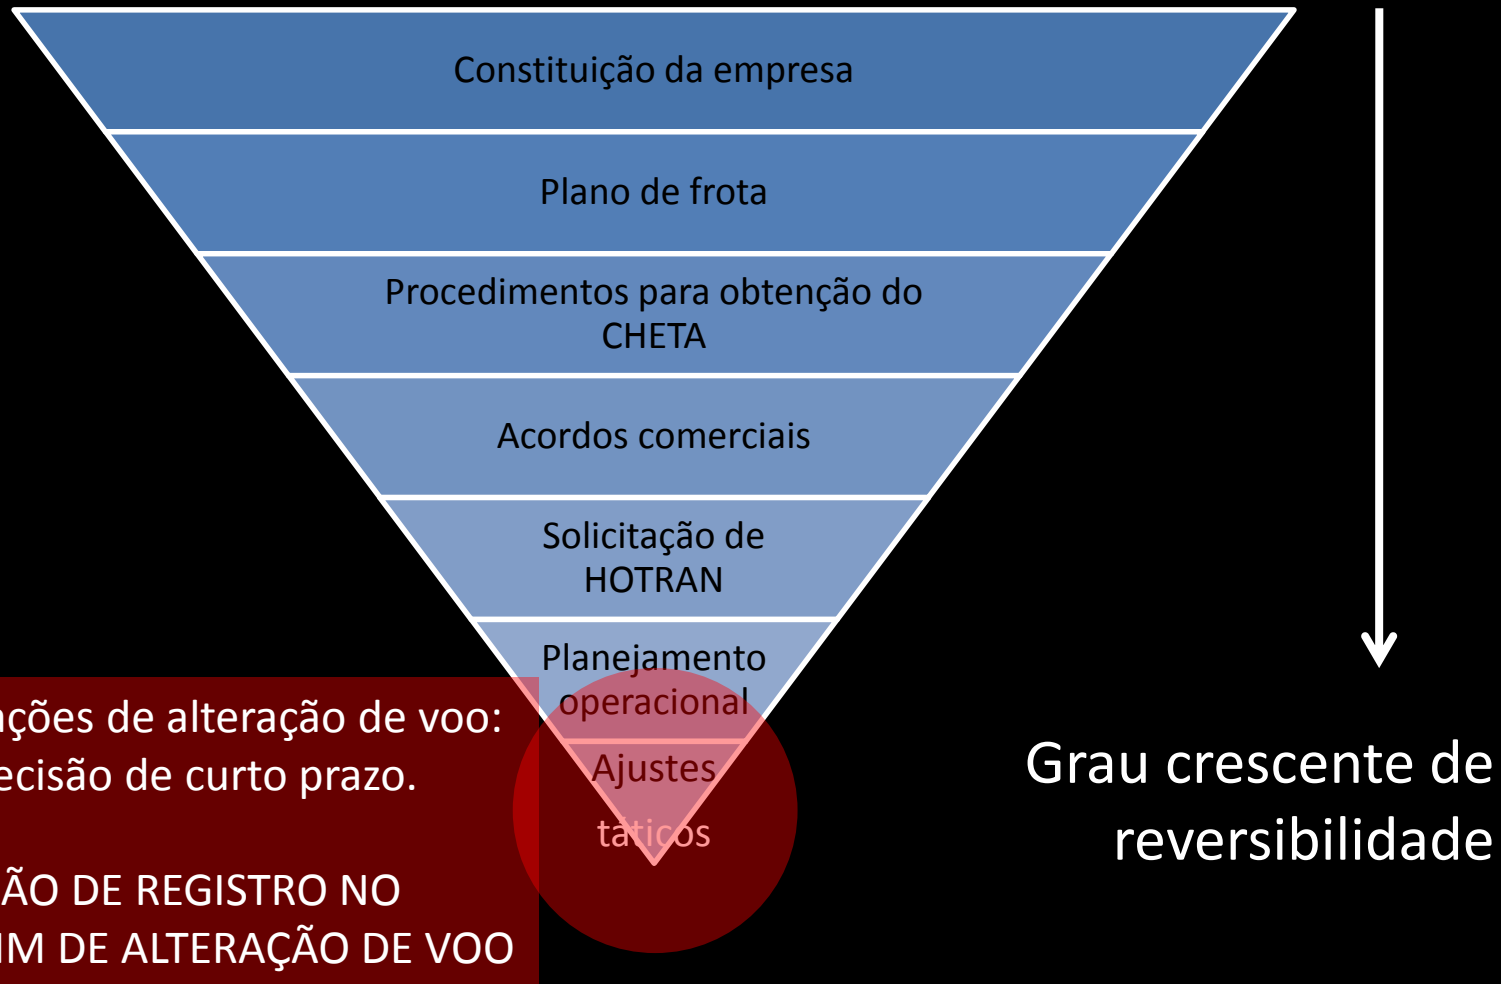 Constituição da empresa
Plano de frota
Procedimentos para obtenção do
CHETA
Acordos comerciais
Solicitação de
HOTRAN
Planejamento
operacional
Ajustes
táticos
ações de alteração de voo:
ecisão de curto prazo.
ÃO DE REGISTRO NO
IM DE ALTERAÇÃO DE VOO
Grau crescente de
reversibilidade